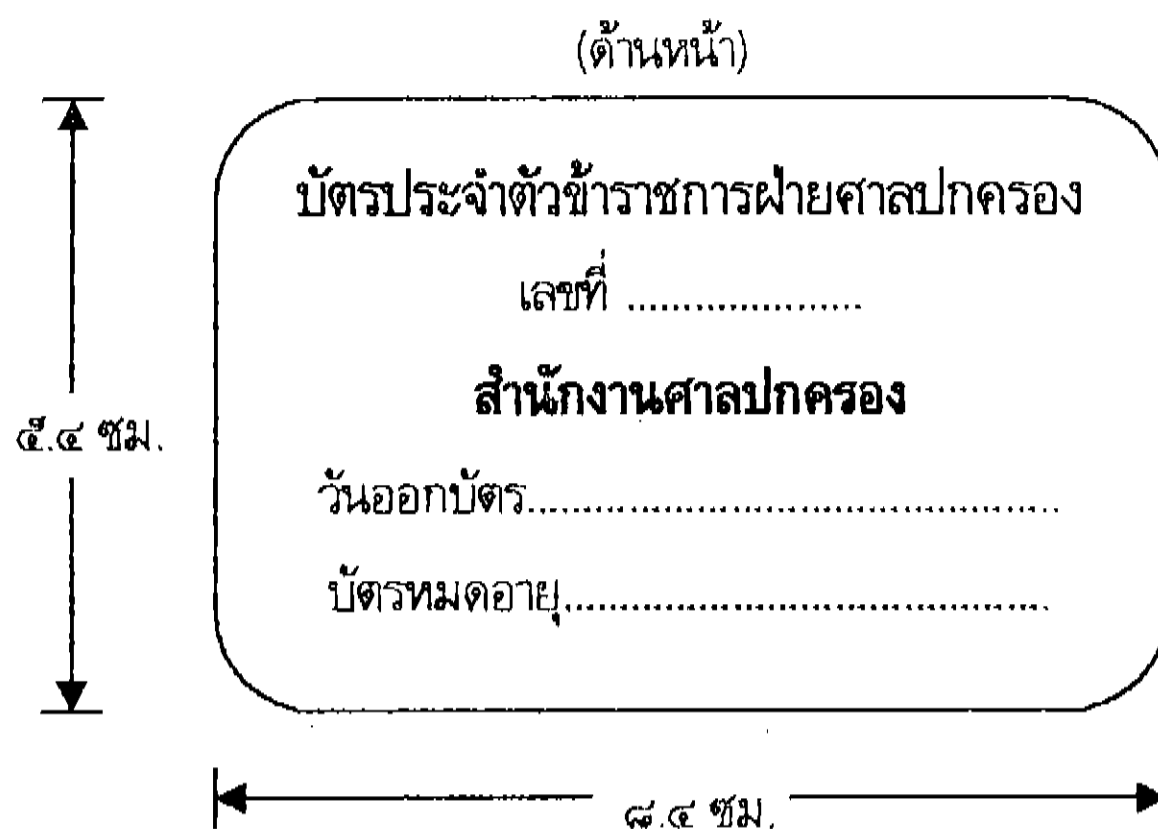 (ด้านหน้า)
บัตรประจำตัวข้าราชการฝ่ายศาลปกครอง
เลขที่ .....................
สำนักงานศาลปกครอง
๕.๔ ซม.
วันออกบัตร................................................
บัตรหมดอายุ............................................
๘.๔ ซม.